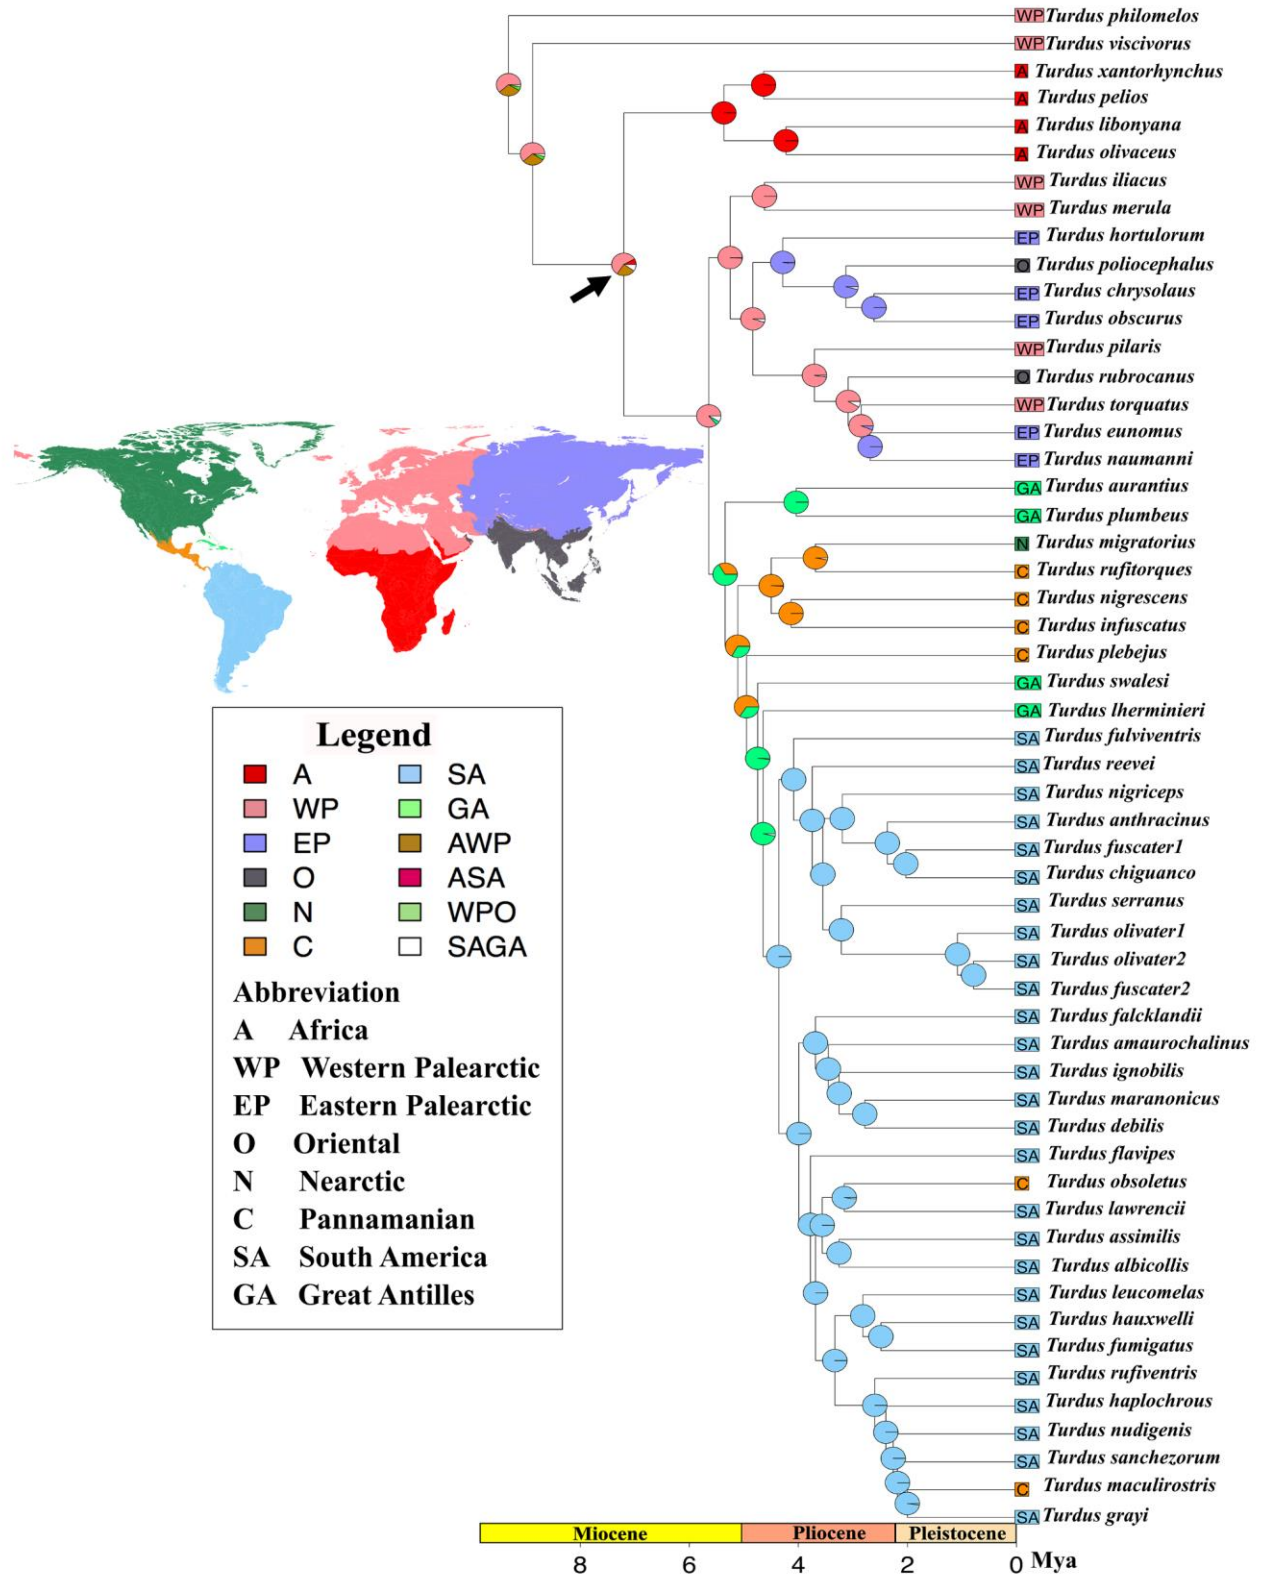 WP Turdus philomelos
WP Turdus viscivorus
A Turdus xantorhynchus
A Turdus pelios
A Turdus libonyana
A Turdus olivaceus
WP Turdus iliacus
WP Turdus merula
EP Turdus hortulorum
O Turdus poliocephalus
EP Turdus chrysolaus
EP Turdus obscurus
WP Turdus pilaris
O Turdus rubrocanus
WP Turdus torquatus
EP Turdus eunomus
EP Turdus naumanni
GA Turdus aurantius
GA Turdus plumbeus
N Turdus migratorius
C Turdus rufitorques
C Turdus nigrescens
C Turdus infuscatus
C Turdus plebejus
GA Turdus swalesi
GA Turdus lherminieri
SA Turdus fulviventris
SA Turdus reevei
SA Turdus nigriceps
SA Turdus anthracinus
SA Turdus fuscater1
SA Turdus chiguanco
SA Turdus serranus
SA Turdus olivater1
SA Turdus olivater2
SA Turdus fuscater2
SA Turdus falcklandii
SA Turdus amaurochalinus
SA Turdus ignobilis
SA Turdus maranonicus
SA Turdus debilis
SA Turdus flavipes
C Turdus obsoletus
SA Turdus lawrencii
SA Turdus assimilis
SA Turdus albicollis
SA Turdus leucomelas
SA Turdus hauxwelli
SA Turdus fumigatus
SA Turdus rufiventris
SA Turdus haplochrous
SA Turdus nudigenis
SA Turdus sanchezorum
C Turdus maculirostris
SA Turdus grayi
Legend
A SA
WP GA
EP AWP
O ASA
N WPO
C SAGA
Abbreviation
A Africa
WP Western Palearctic
EP Eastern Palearctic
O Oriental
N Nearctic
C Pannamanian
SA South America
GA Great Antilles
Miocene Pliocene Pleistocene
8 6 4 2 0 Mya